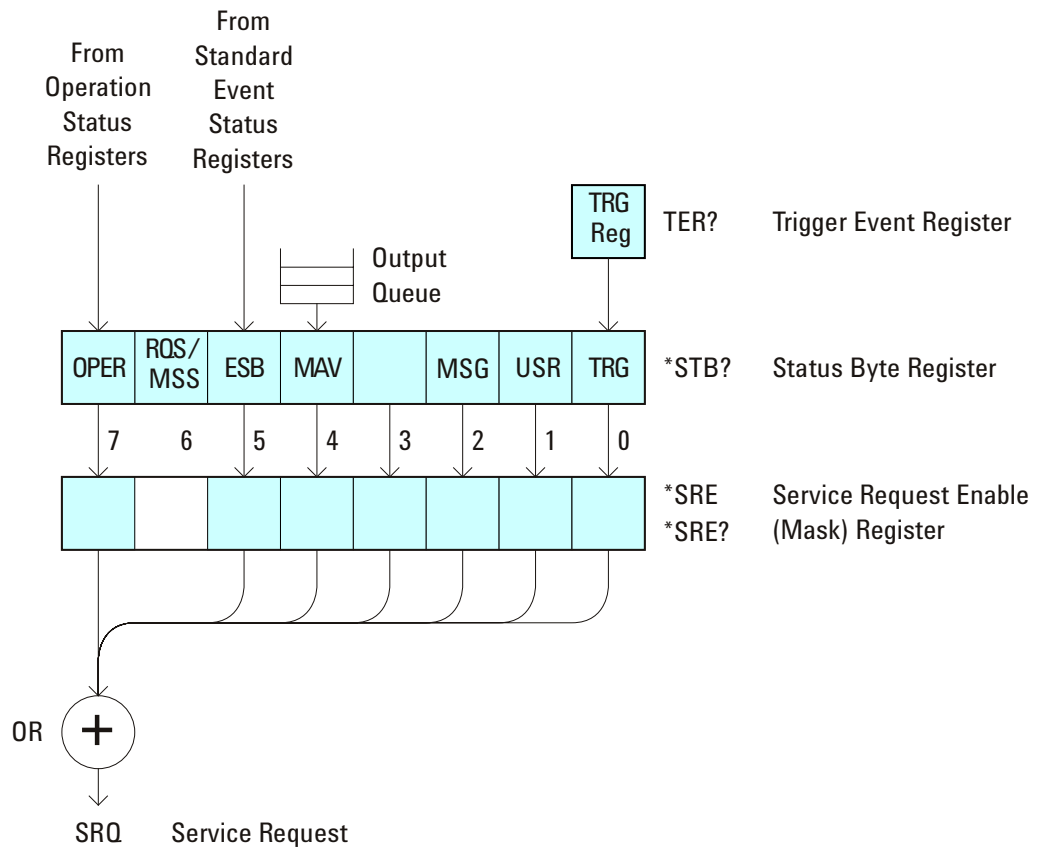 From
Operation
Status
Registers
From
Standard
Event
Status
Registers
TRG
Reg
TER? Trigger Event Register
Output
Queue
OPER RQS/ ESB MAV MSG USR TRG
MSS
*STB? Status Byte Register
7 6 5 4 3 2 1 0
*SRE Service Request Enable
*SRE? (Mask) Register
OR +
SRQ Service Request